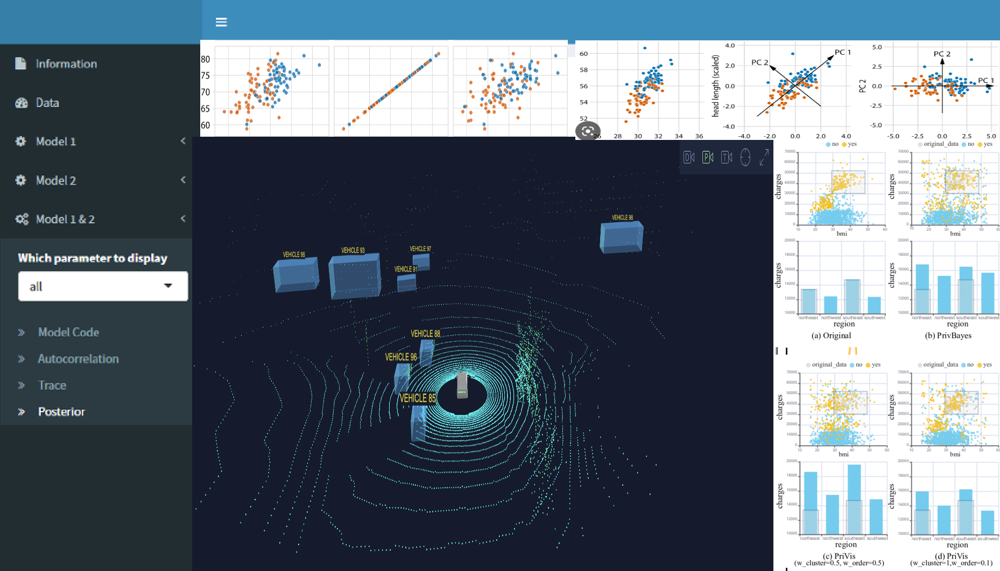 Information
Data
Model 1
Model 2
Model 1 & 2
Which parameter to display
all
Model Code
Autocorrelation
Trace
Posterior
80
75
70
65
60
60
58
56
54
52
26 28 30 32 34 36
head length (scaled)
4.0
2.0
0.0
-2.0
-4.0
-4.0 -2.0 0.0 2.0 4.0
PC 2
PC 1
PC 2
5.0
2.5
0.0
-2.5
-5.0
-5.0 -2.5 0.0 2.5 5.0
PC 2
PC 1
D P T
VEHICLE 98
VEHICLE 95
VEHICLE 93
VEHICLE 97
VEHICLE 91
VEHICLE 88
VEHICLE 96
VEHICLE 85
no yes
charges
70000
60000
50000
40000
30000
20000
10000
0
10 20 30 40 50 60
bmi
charges
20000
18000
16000
14000
12000
10000
northeast northwest southeast southwest
region
(a) Original
original_data no yes
charges
70000
60000
50000
40000
30000
20000
10000
0
10 20 30 40 50 60
bmi
charges
20000
18000
16000
14000
12000
10000
northeast northwest southeast southwest
region
(b) PrivBayes
original_data no yes
charges
70000
60000
50000
40000
30000
20000
10000
0
10 20 30 40 50 60
bmi
charges
20000
18000
16000
14000
12000
10000
northeast northwest southeast southwest
region
(c) PriVis
(w_cluster=0.5, w_order=0.5)
original_data no yes
charges
70000
60000
50000
40000
30000
20000
10000
0
10 20 30 40 50 60
bmi
charges
20000
18000
16000
14000
12000
10000
northeast northwest southeast southwest
region
(d) PriVis
(w_cluster=1,w_order=0.1)